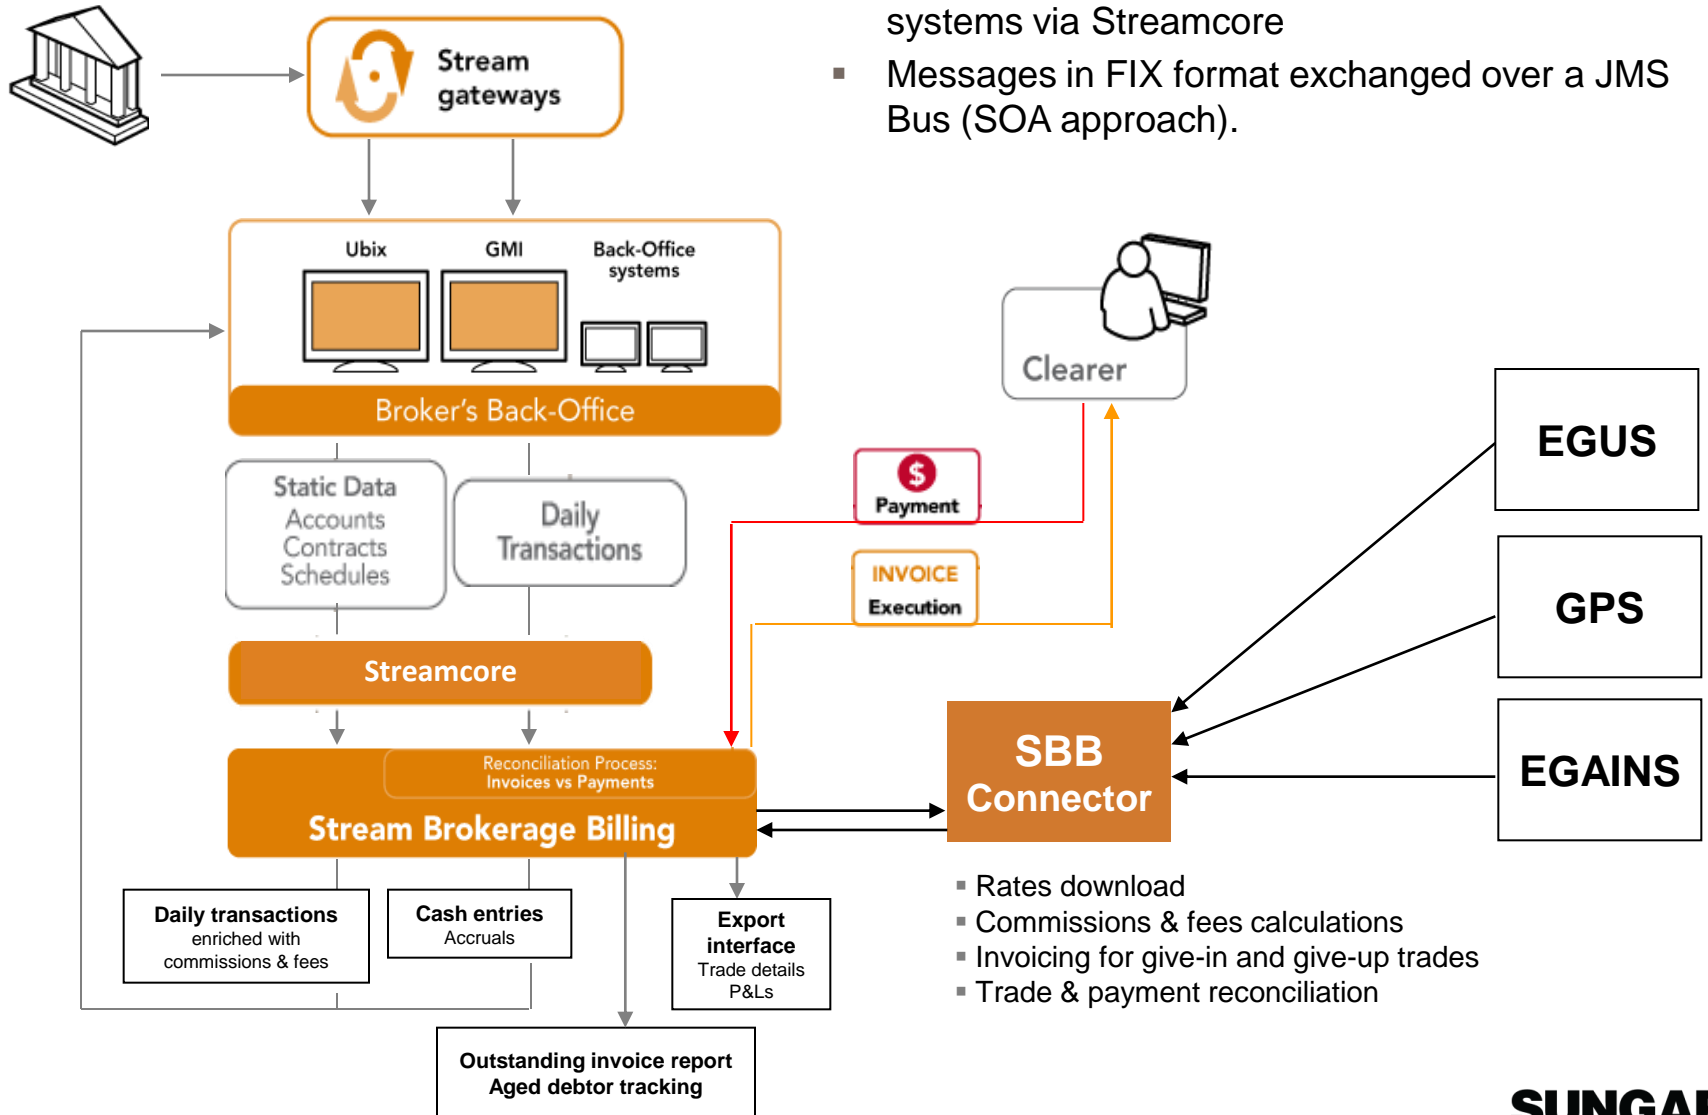 systems via Streamcore
▪ Messages in FIX format exchanged over a JMS
Bus (SOA approach).
Stream
gateways
Ubix
GMI
Back-Office
systems
Broker's Back-Office
Clearer
Static Data
Accounts
Contracts
Schedules
Daily
Transactions
$
Payment
INVOICE
Execution
EGUS
GPS
EGAINS
Streamcore
Reconciliation Process:
Invoices vs Payments
Stream Brokerage Billing
SBB
Connector
▪ Rates download
▪ Commissions & fees calculations
▪ Invoicing for give-in and give-up trades
▪ Trade & payment reconciliation
Daily transactions
enriched with
commissions & fees
Cash entries
Accruals
Export
interface
Trade details
P&Ls
Outstanding invoice report
Aged debtor tracking